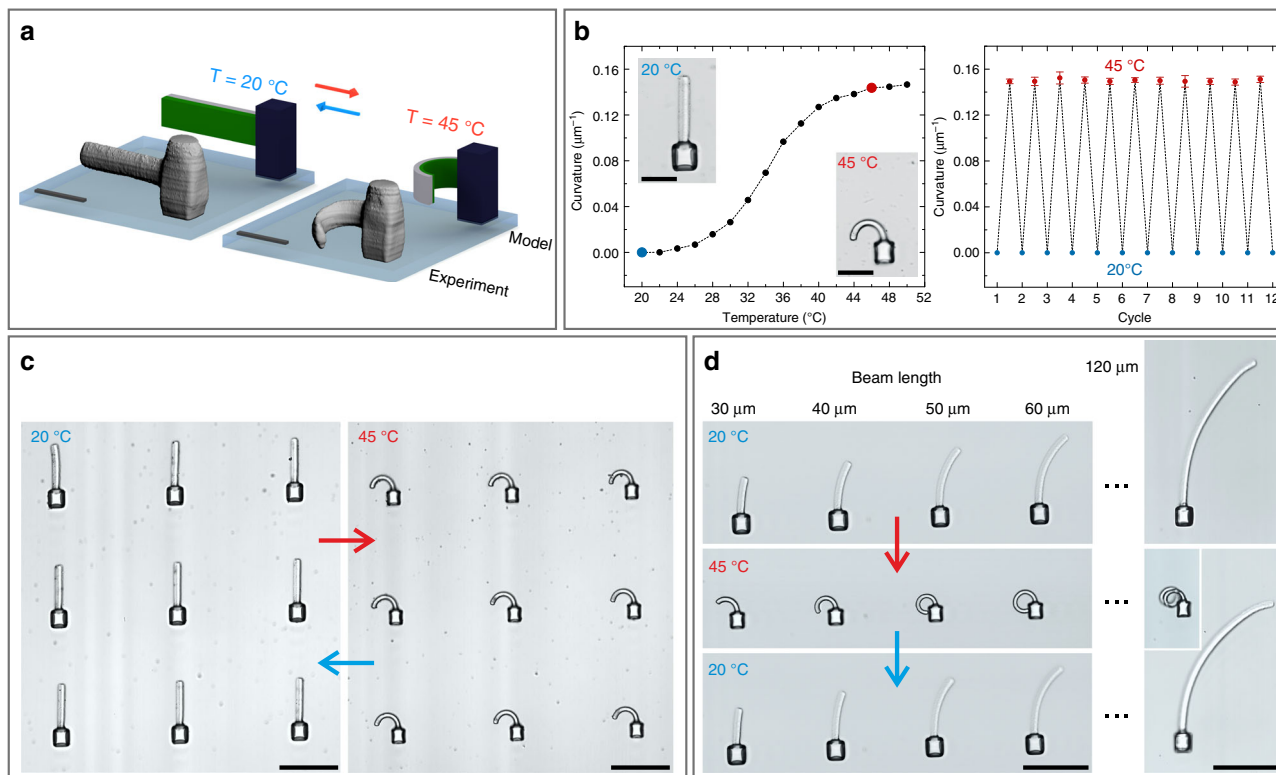 a
T = 20 °C
T = 45 °C
Model
Experiment
b
20 °C
45 °C
0.16
0.12
0.08
0.04
0.00
Curvature (μm⁻¹)
20 24 28 32 36 40 44 48 52
Temperature (°C)
45 °C
20°C
0.16
0.12
0.08
0.04
0.00
Curvature (μm⁻¹)
1 2 3 4 5 6 7 8 9 10 11 12
Cycle
c
20 °C
45 °C
d
Beam length
120 μm
30 μm
40 μm
50 μm
60 μm
20 °C
...
45 °C
...
20 °C
...